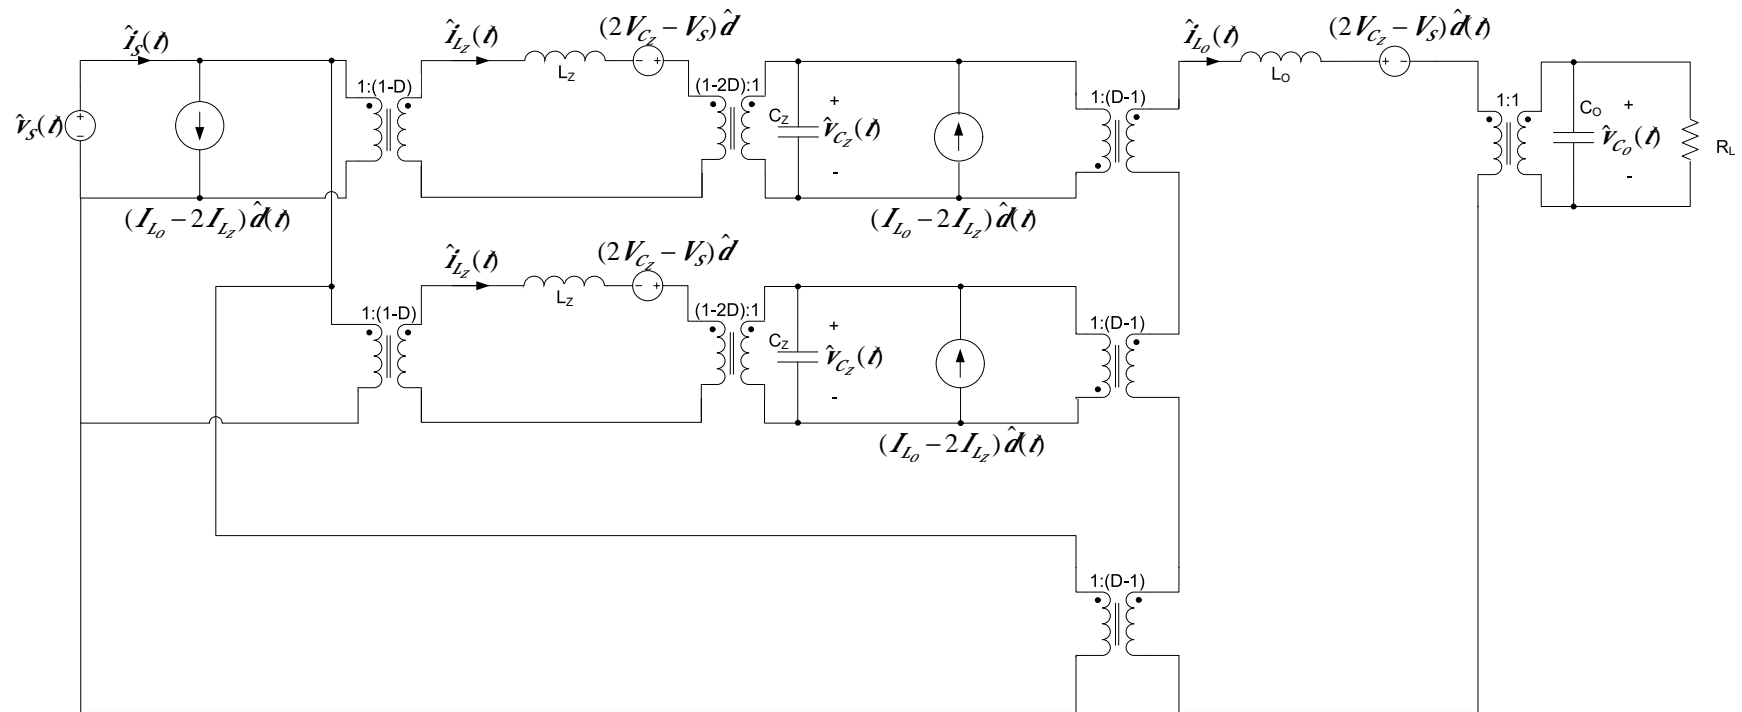 î_S(t)
î_{L_Z}(t)
(2V_{C_Z} − V_S)d̂
î_{L_O}(t)
(2V_{C_Z} − V_S)d̂(t)
L_Z
L_O
1:(1-D)
(1-2D):1
1:(D-1)
1:1
v̂_S(t)
+
−
− +
C_Z
+
v̂_{C_Z}(t)
-
+ −
C_O
+
v̂_{C_O}(t)
-
R_L
(I_{L_O} − 2I_{L_Z})d̂(t)
(I_{L_O} − 2I_{L_Z})d̂(t)
î_{L_Z}(t)
(2V_{C_Z} − V_S)d̂
L_Z
− +
1:(1-D)
(1-2D):1
1:(D-1)
C_Z
+
v̂_{C_Z}(t)
-
(I_{L_O} − 2I_{L_Z})d̂(t)
1:(D-1)